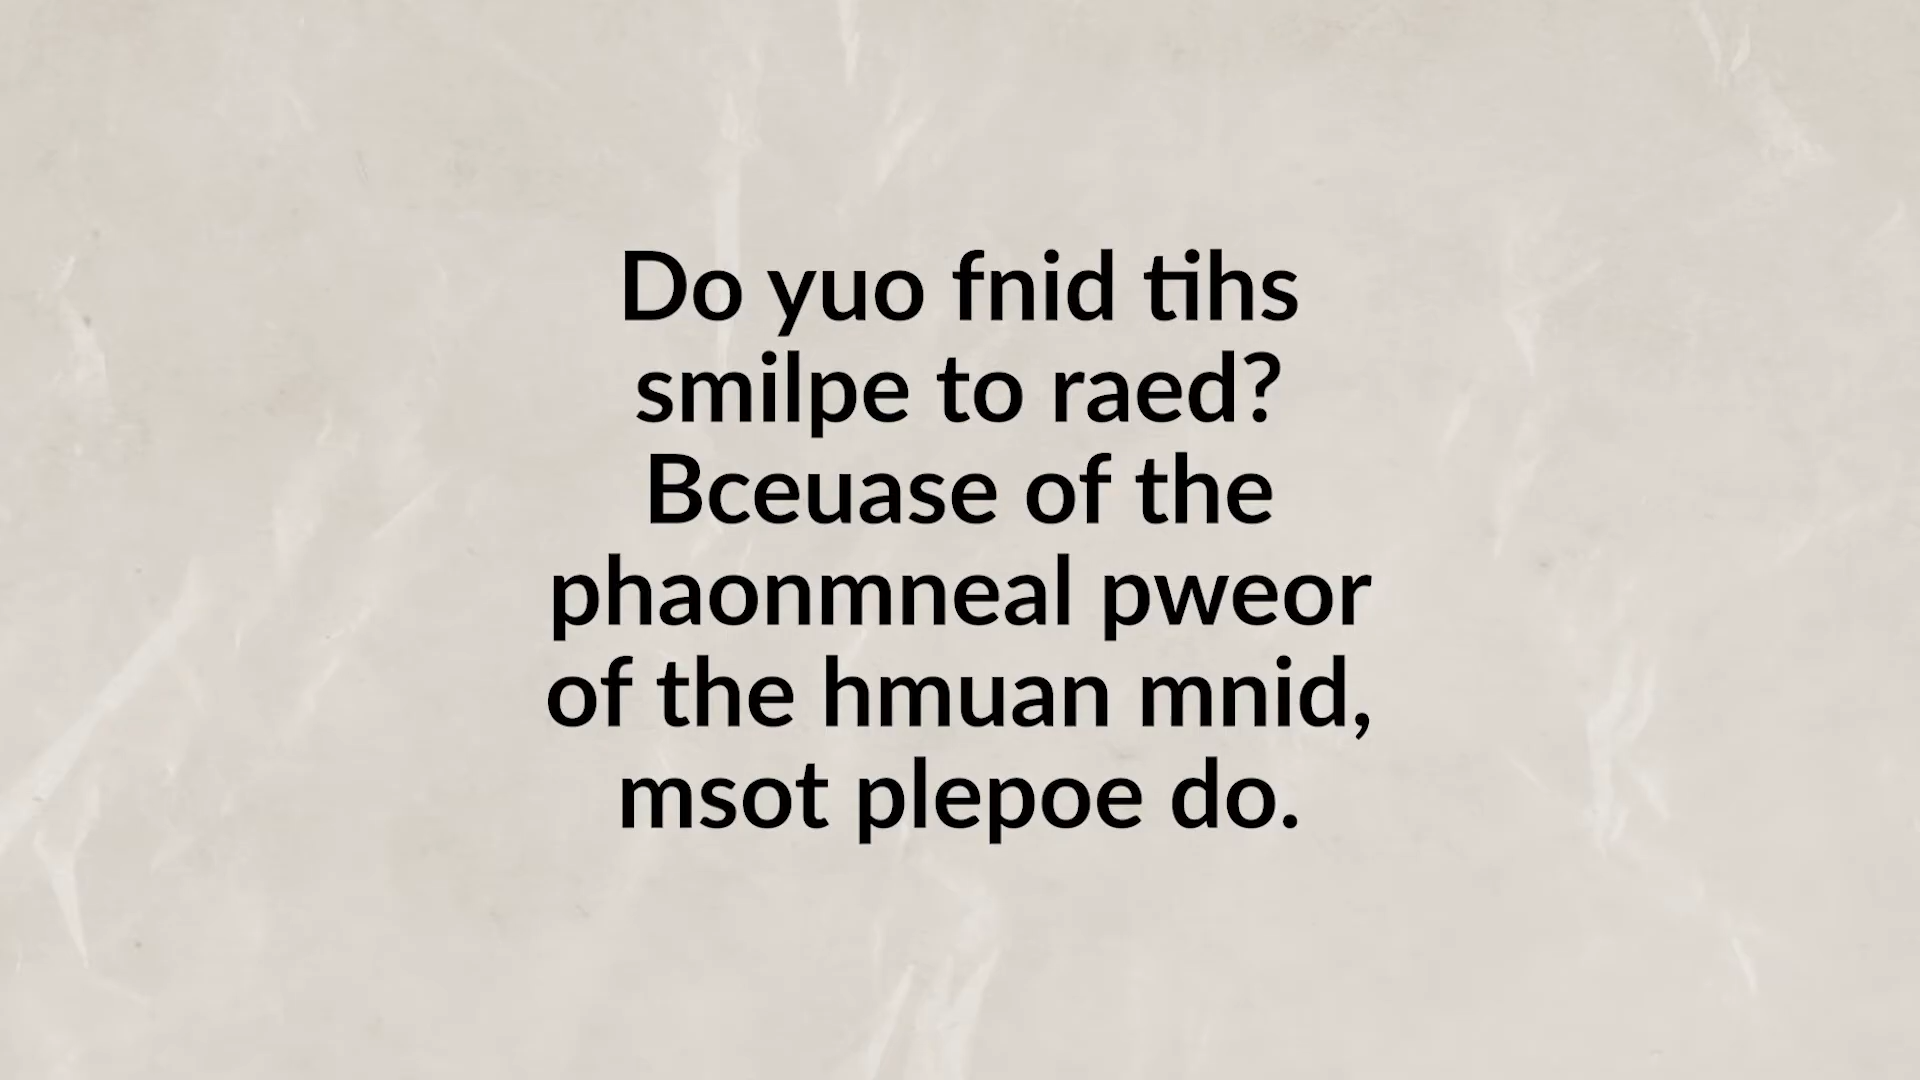 Do yuo fnid tihs
smilpe to raed?
Bceuase of the
phaonmneal pweor
of the hmuan mnid,
msot plepoe do.